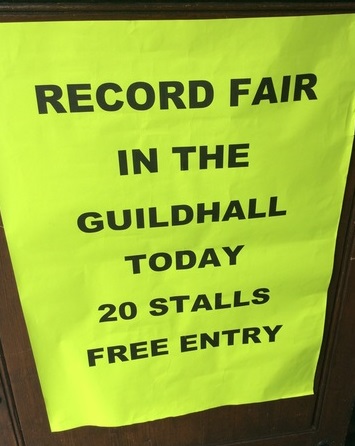 RECORD FAIR
IN THE
GUILDHALL
TODAY
20 STALLS
FREE ENTRY